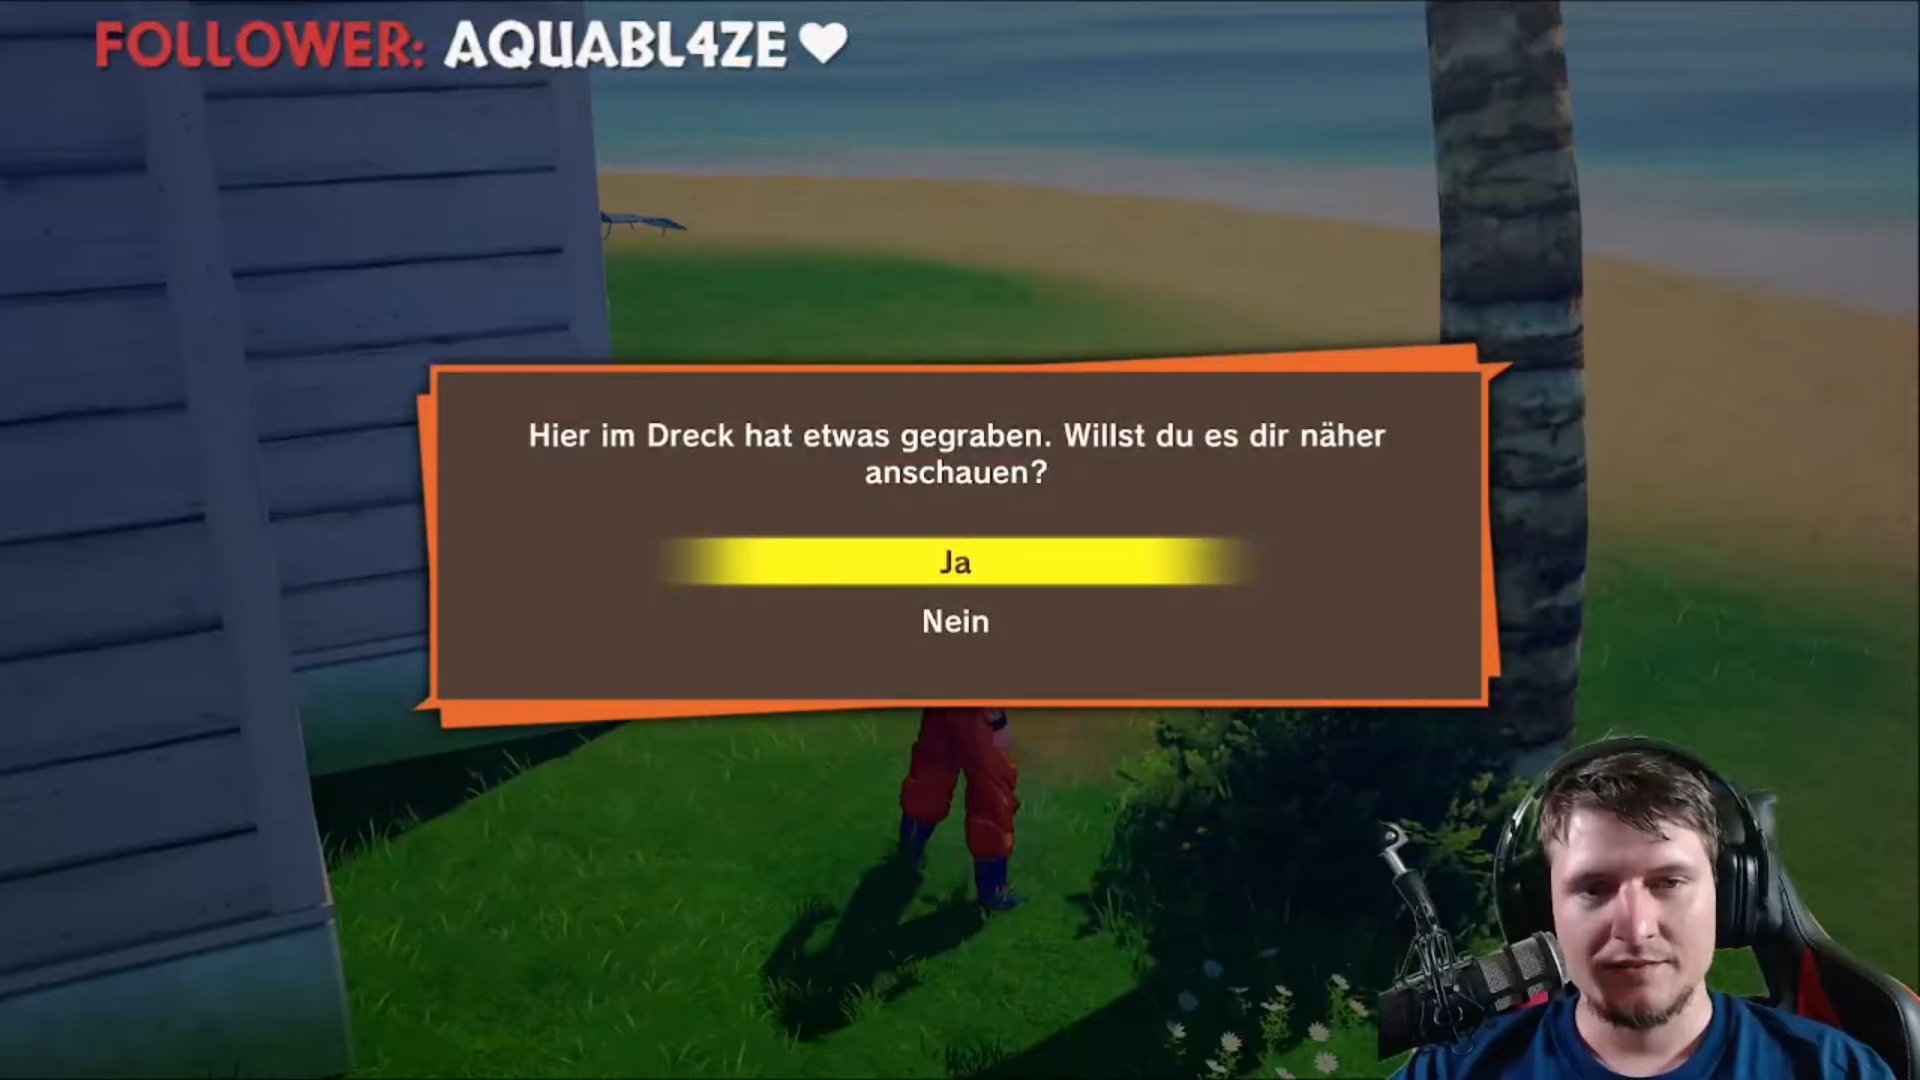 FOLLOWER: AQUABL4ZE
Hier im Dreck hat etwas gegraben. Willst du es dir näher
anschauen?
Ja
Nein